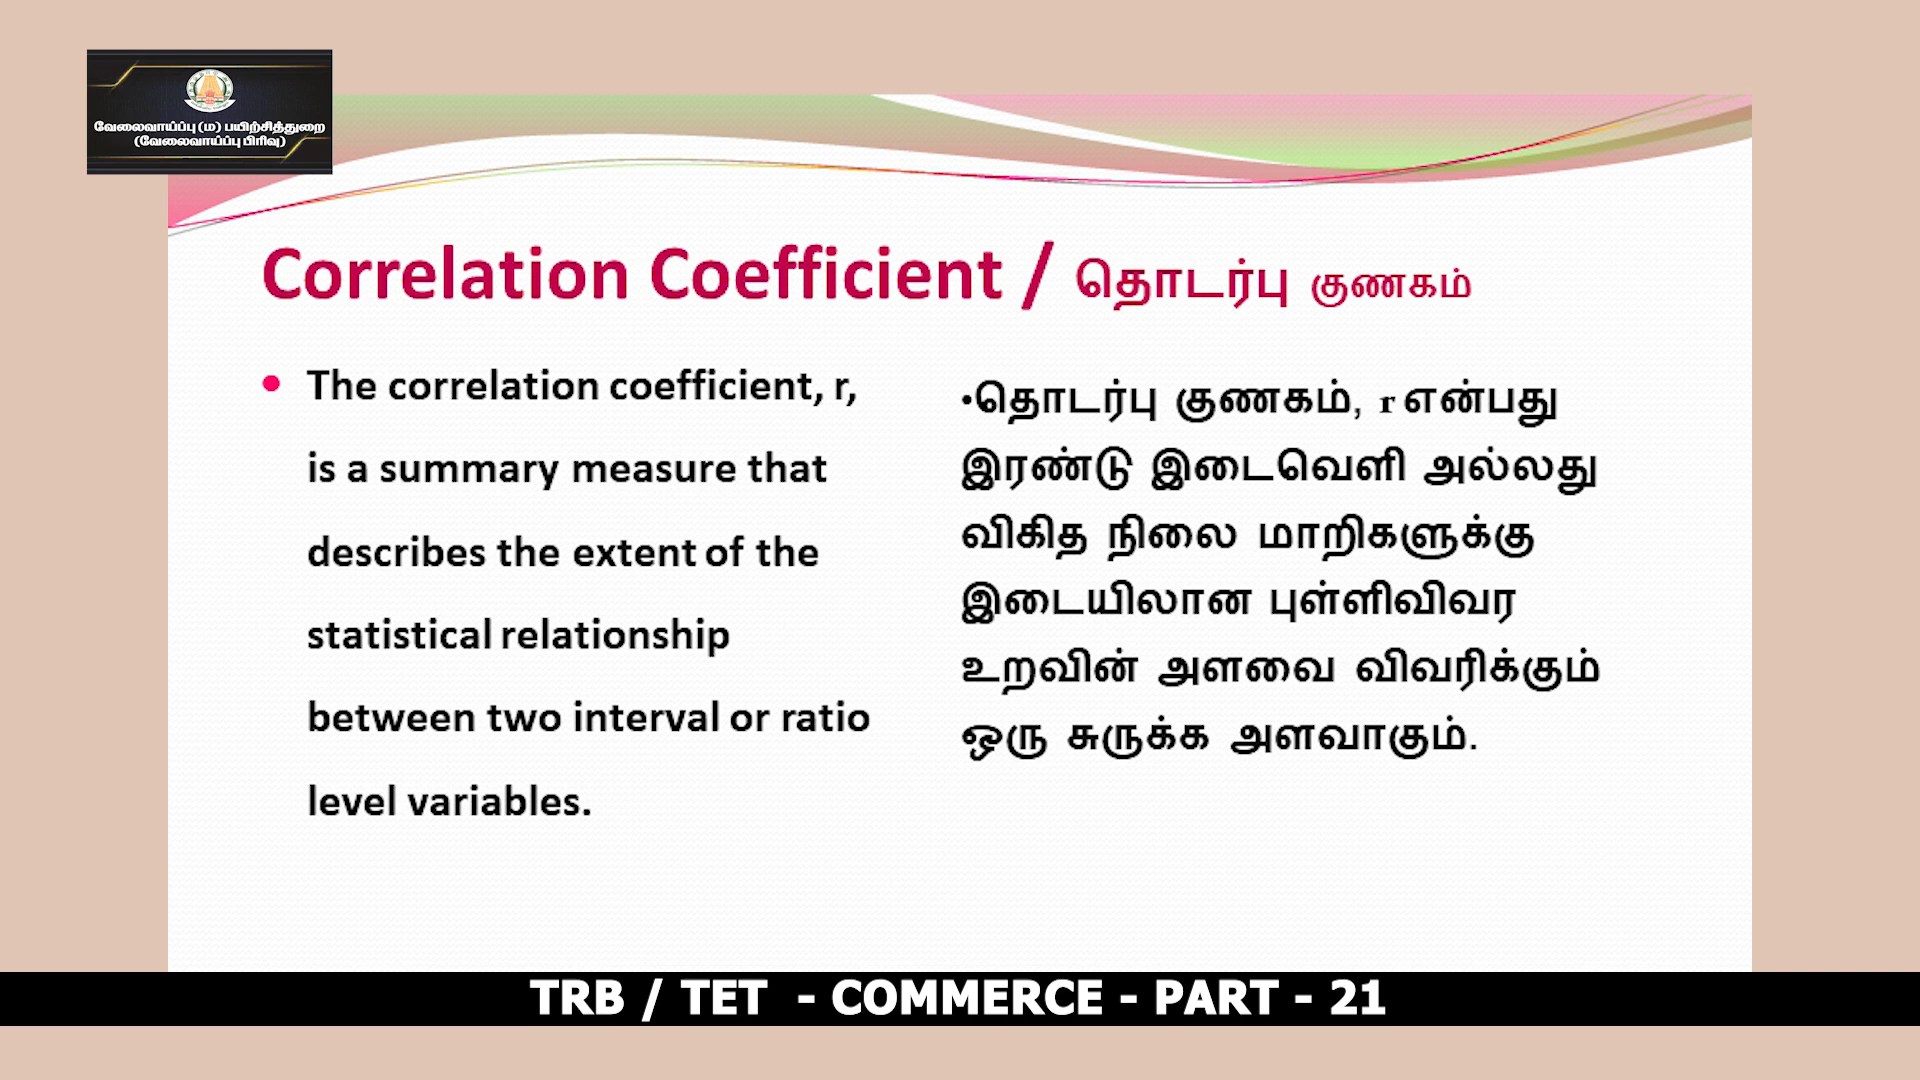 வேலைவாய்ப்பு (ம) பயிற்சித்துறை
(வேலைவாய்ப்பு பிரிவு)
Correlation Coefficient / தொடர்பு குணகம்
• The correlation coefficient, r,
is a summary measure that
describes the extent of the
statistical relationship
between two interval or ratio
level variables.
•தொடர்பு குணகம், r என்பது
இரண்டு இடைவெளி அல்லது
விகித நிலை மாறிகளுக்கு
இடையிலான புள்ளிவிவர
உறவின் அளவை விவரிக்கும்
ஒரு சுருக்க அளவாகும்.
TRB / TET - COMMERCE - PART - 21